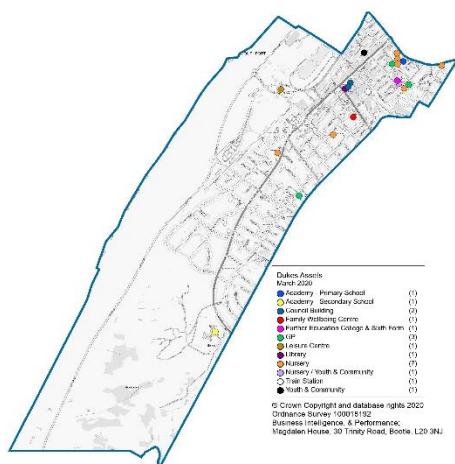 Dukes Assets
March 2020
Academy - Primary School (1)
Academy - Secondary School (1)
Council Building (2)
Family Wellbeing Centre (1)
Further Education College & Sixth Form (1)
GP (3)
Leisure Centre (1)
Library (1)
Nursery (7)
Nursery / Youth & Community (1)
Train Station (1)
Youth & Community (1)
© Crown Copyright and database rights 2020
Ordnance Survey 100018192
Business Intelligence, & Performance;
Magdalen House, 30 Trinity Road, Bootle, L20 3NJ